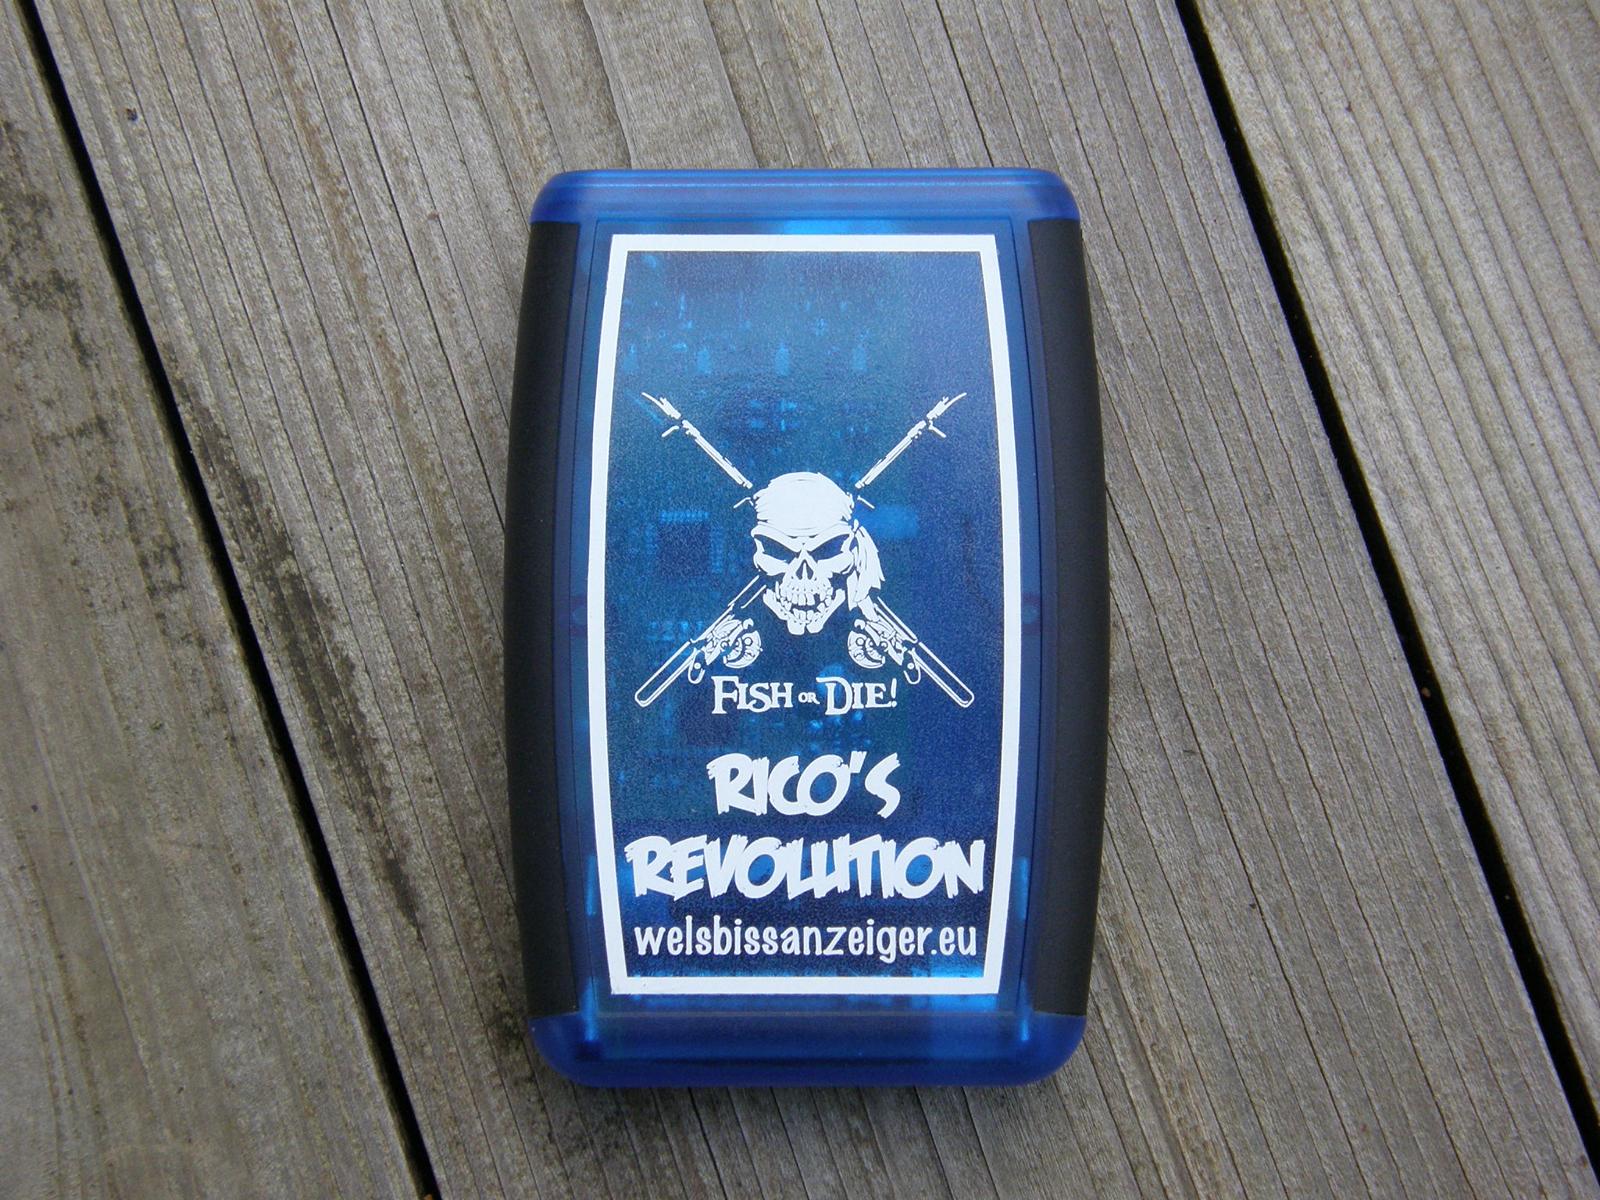 FISH OR DIE!
RICO'S
REVOLUTION
welsbissanzeiger.eu